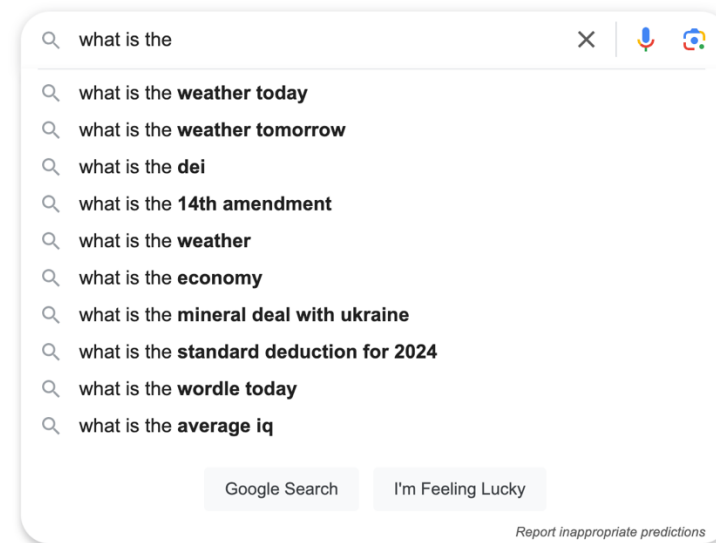 what is the
what is the weather today
what is the weather tomorrow
what is the dei
what is the 14th amendment
what is the weather
what is the economy
what is the mineral deal with ukraine
what is the standard deduction for 2024
what is the wordle today
what is the average iq
Google Search I'm Feeling Lucky
Report inappropriate predictions